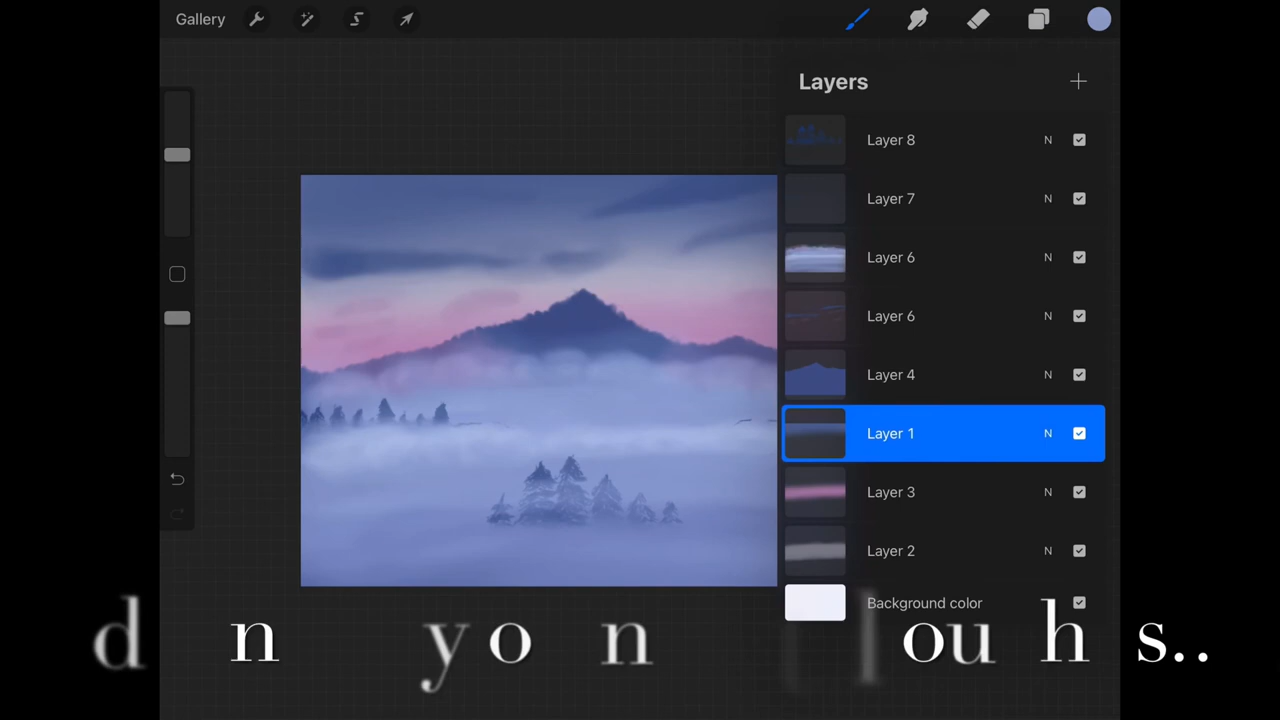 Gallery
Layers
Layer 8 N
Layer 7 N
Layer 6 N
Layer 6 N
Layer 4 N
Layer 1 N
Layer 3 N
Layer 2 N
Background color